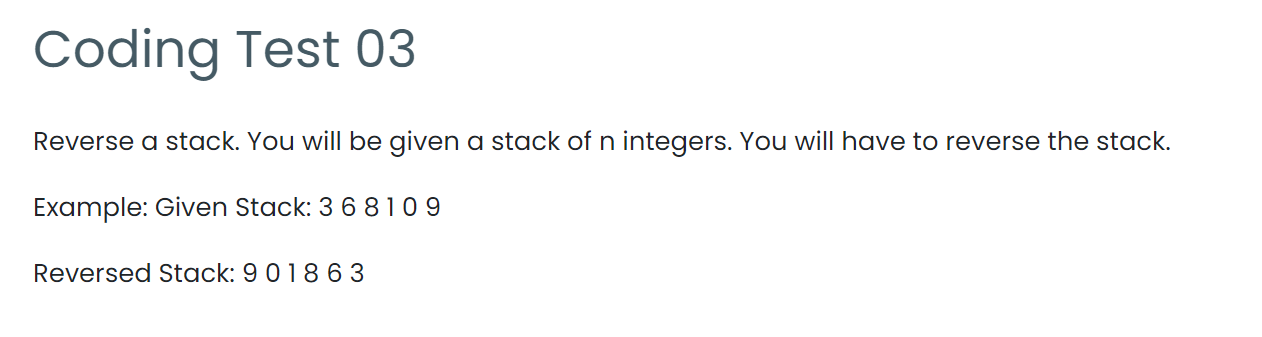 Coding Test 03
Reverse a stack. You will be given a stack of n integers. You will have to reverse the stack.
Example: Given Stack: 3 6 8 1 0 9
Reversed Stack: 9 0 1 8 6 3